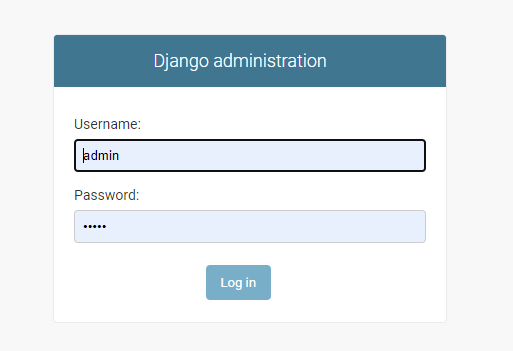 Django administration
Username:
admin
Password:
•••••
Log in